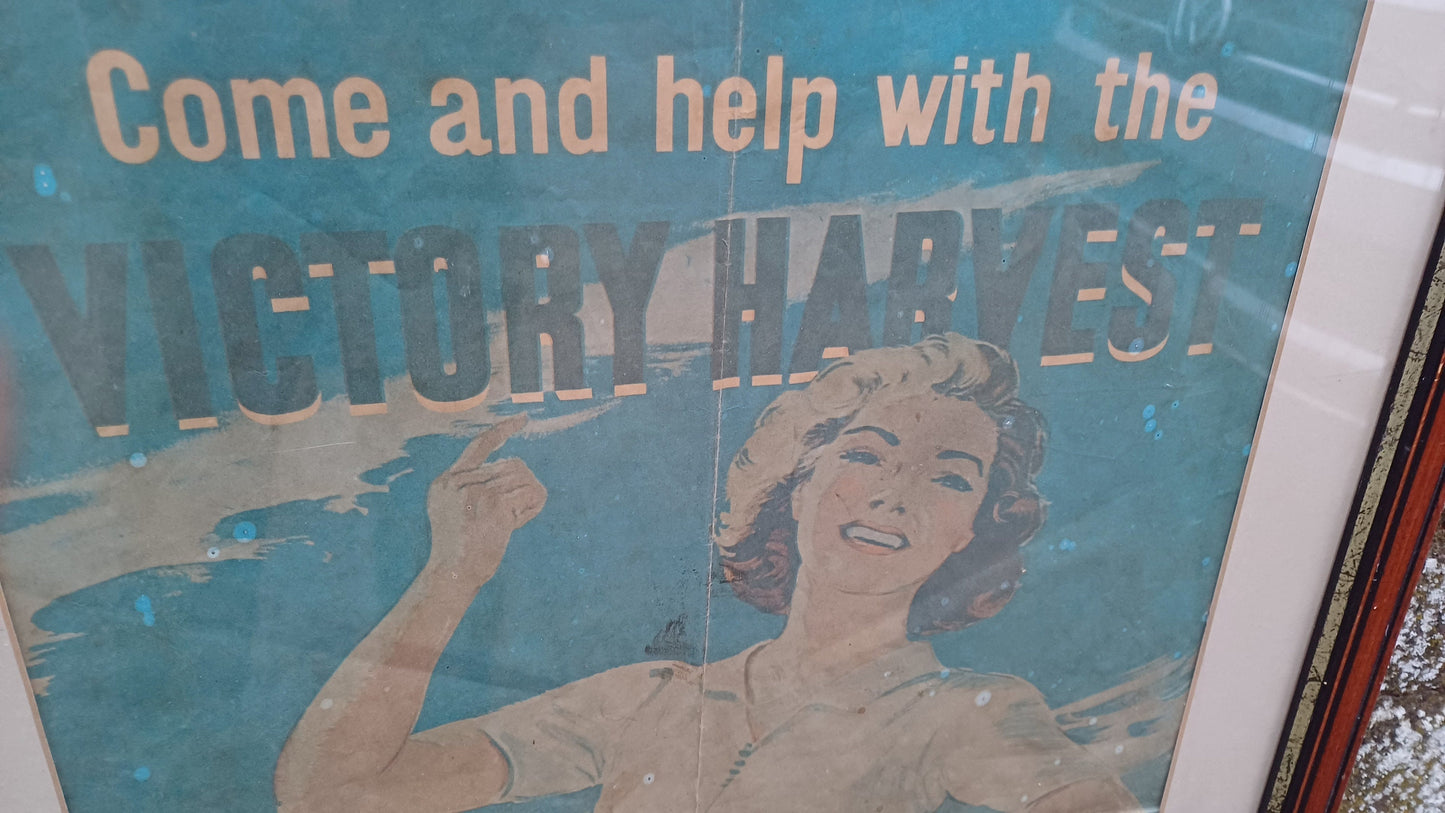 Come and help with the
VICTORY HARVEST